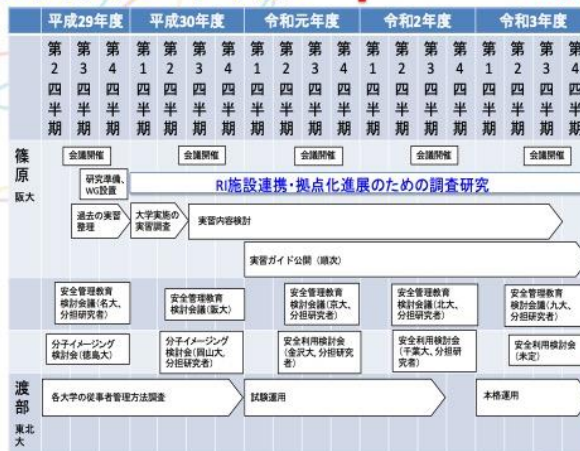 平成29年度 平成30年度 令和元年度 令和2年度 令和3年度
第2四半期 第3四半期 第4四半期 第1四半期 第2四半期 第3四半期 第4四半期 第1四半期 第2四半期 第3四半期 第4四半期 第1四半期 第2四半期 第3四半期 第4四半期 第1四半期 第2四半期 第3四半期 第4四半期
篠原
阪大
会議開催 会議開催 会議開催 会議開催 会議開催
研究準備、
WG設置
RI施設連携・拠点化進展のための調査研究
過去の実習
整理
大学実施の
実習調査
実習内容検討
実習ガイド公開（順次）
安全管理教育
検討会議(名大、
分担研究者)
安全管理教育
検討会議(阪大)
安全管理教育
検討会議(京大、
分担研究者)
安全管理教育
検討会議(北大、
分担研究者)
安全管理教育
検討会議(九大、
分担研究者)
分子イメージング
検討会(徳島大)
分子イメージング
検討会(岡山大、
分担研究者)
安全利用検討会
(金沢大、分担研究
者)
安全利用検討会
(千葉大、分担研
究者)
安全利用検討会
(未定)
渡部
東北大
各大学の従事者管理方法調査
試験運用
本格運用